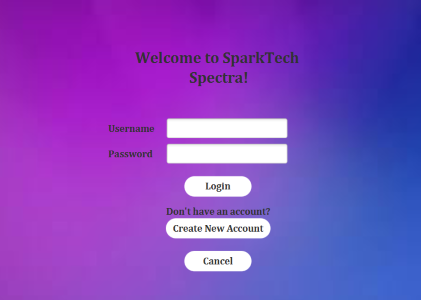 Welcome to SparkTech
Spectra!
Username
Password
Login
Don't have an account?
Create New Account
Cancel